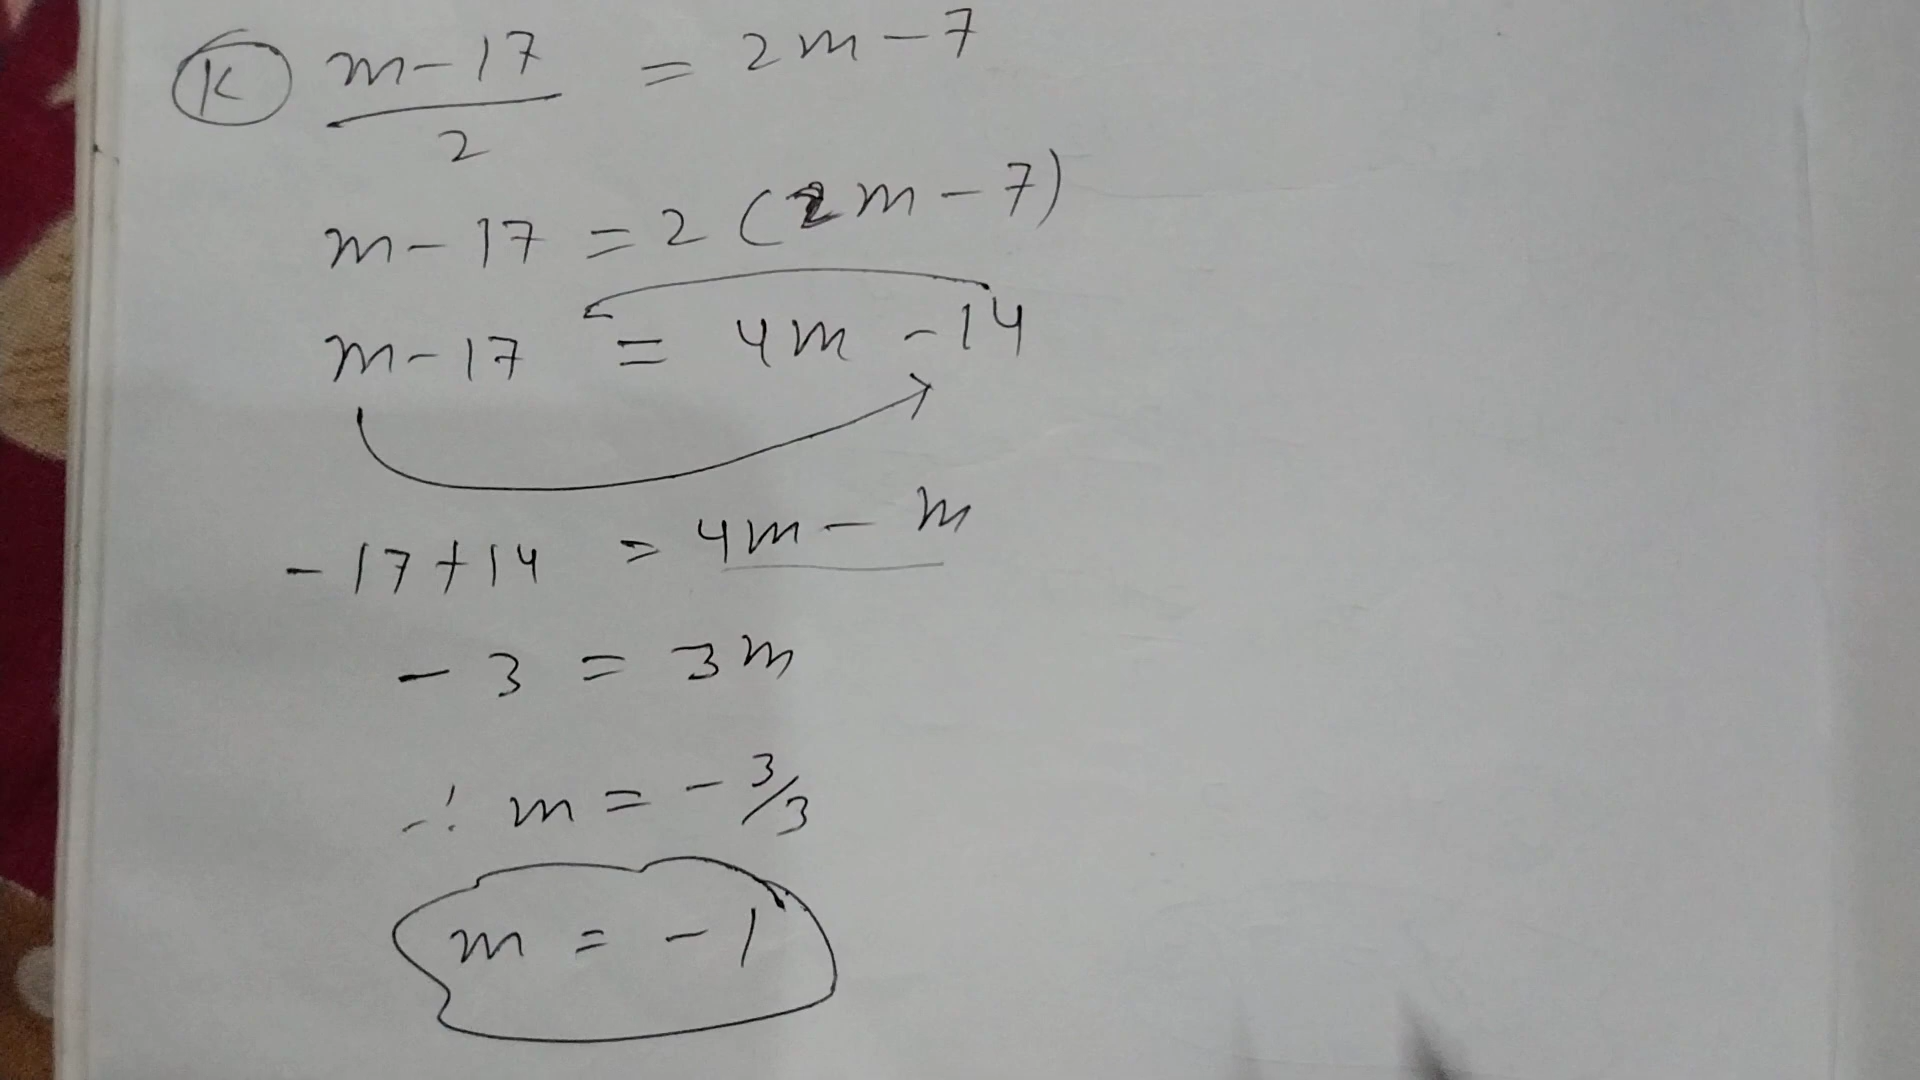 (K) m-17/2 = 2m-7
m-17 = 2(2m-7)
m-17 = 4m-14
-17+14 = 4m-m
-3 = 3m
∴ m = -3/3
m = -1